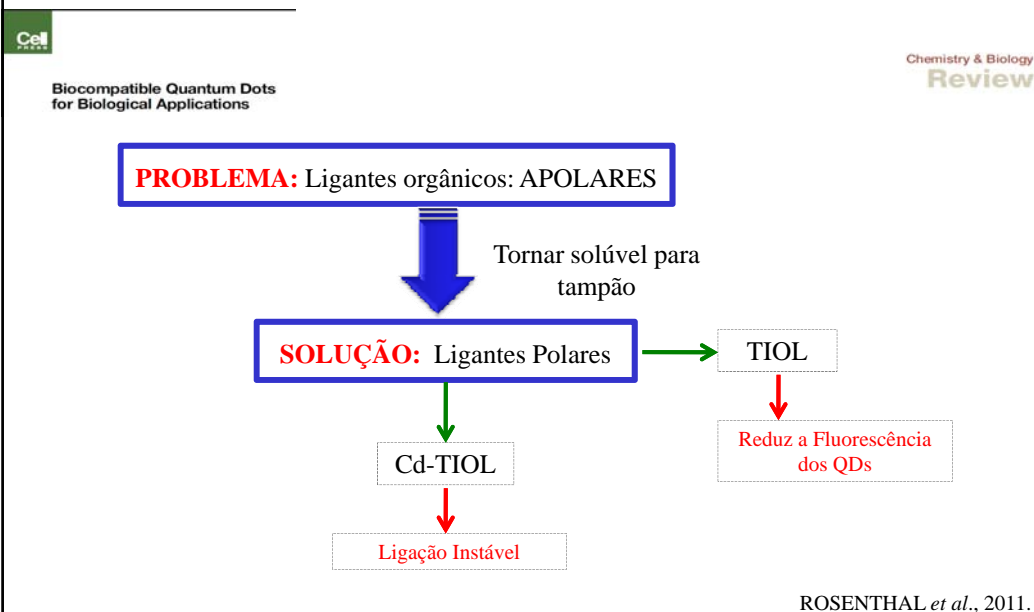 Cell
PRESS
Chemistry & Biology
Review
Biocompatible Quantum Dots
for Biological Applications
PROBLEMA: Ligantes orgânicos: APOLARES
Tornar solúvel para
tampão
SOLUÇÃO: Ligantes Polares
TIOL
Reduz a Fluorescência
dos QDs
Cd-TIOL
Ligação Instável
ROSENTHAL et al., 2011.